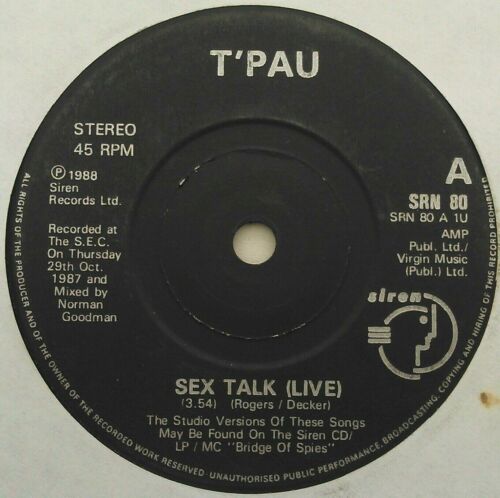 T'PAU
STEREO
45 RPM
℗ 1988
Siren
Records Ltd.
Recorded at
The S.E.C.
On Thursday
29th Oct.
1987 and
Mixed by
Norman
Goodman
A
SRN 80
SRN 80 A 1U
AMP
Publ. Ltd./
Virgin Music
(Publ.) Ltd.
siren
SEX TALK (LIVE)
(3.54) (Rogers / Decker)
The Studio Versions Of These Songs
May Be Found On The Siren CD/
LP / MC "Bridge Of Spies"
ALL RIGHTS OF THE PRODUCER AND OF THE OWNER OF THE RECORDED WORK RESERVED-UNAUTHORISED PUBLIC PERFORMANCE, BROADCASTING, COPYING AND HIRING OF THIS RECORD PROHIBITED